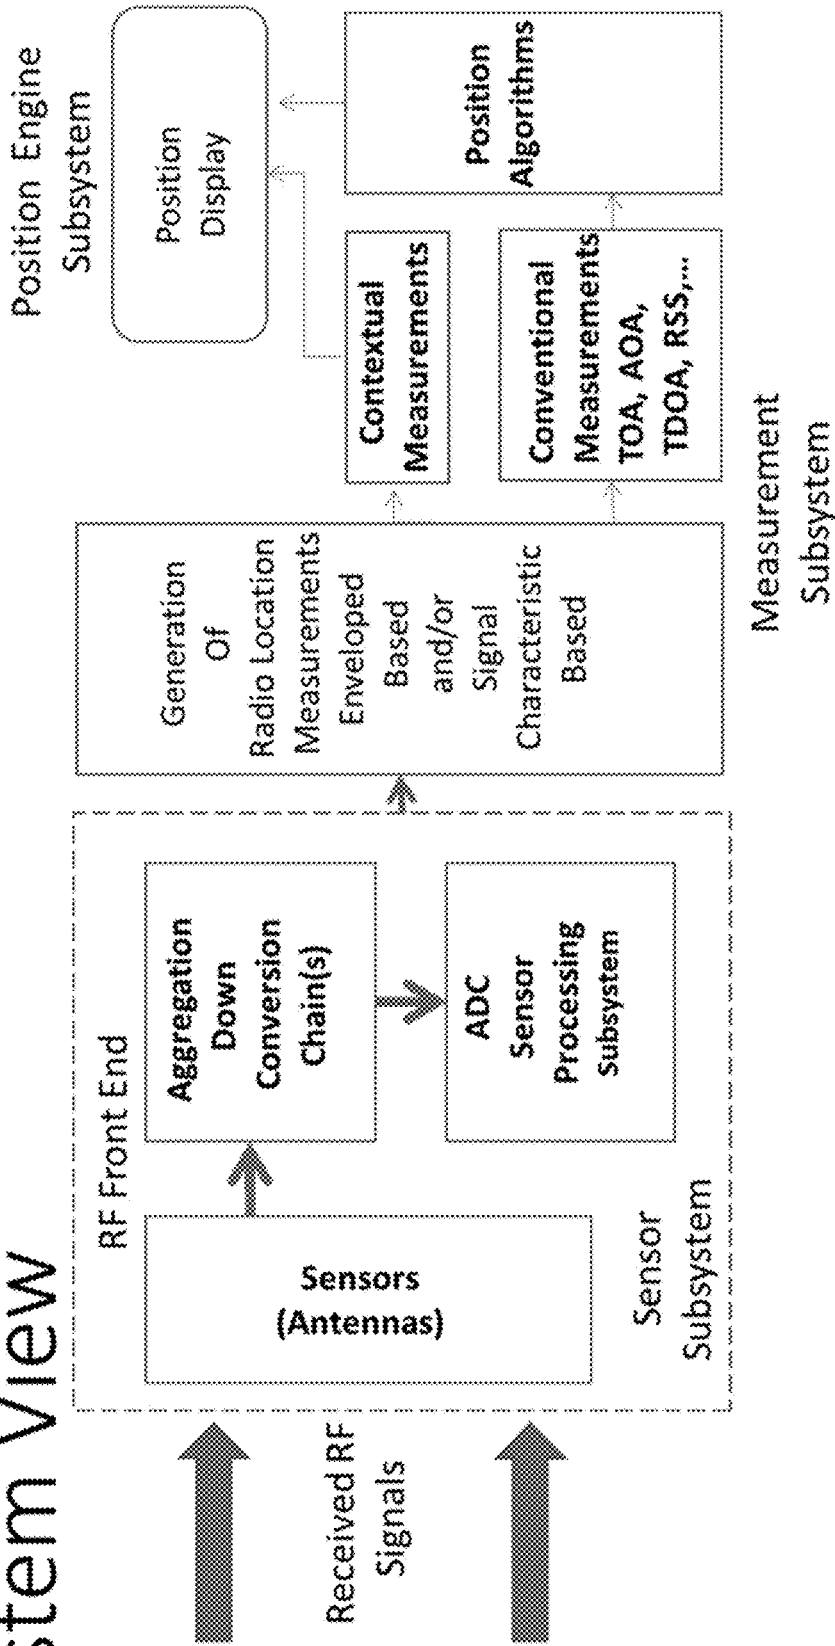 stem View
Received RF
Signals
RF Front End
Sensors
(Antennas)
Aggregation
Down
Conversion
Chain(s)
ADC
Sensor
Processing
Subsystem
Sensor
Subsystem
Generation
Of
Radio Location
Measurements
Enveloped
Based
and/or
Signal
Characteristic
Based
Contextual
Measurements
Conventional
Measurements
TOA, AOA,
TDOA, RSS,...
Measurement
Subsystem
Position Engine
Subsystem
Position
Display
Position
Algorithms